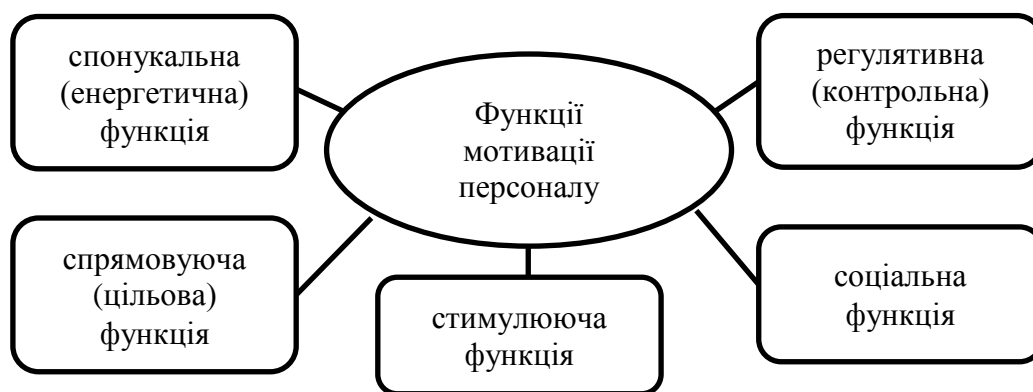 спонукальна
(енергетична)
функція
Функції
мотивації
персоналу
регулятивна
(контрольна)
функція
спрямовуюча
(цільова)
функція
стимулююча
функція
соціальна
функція